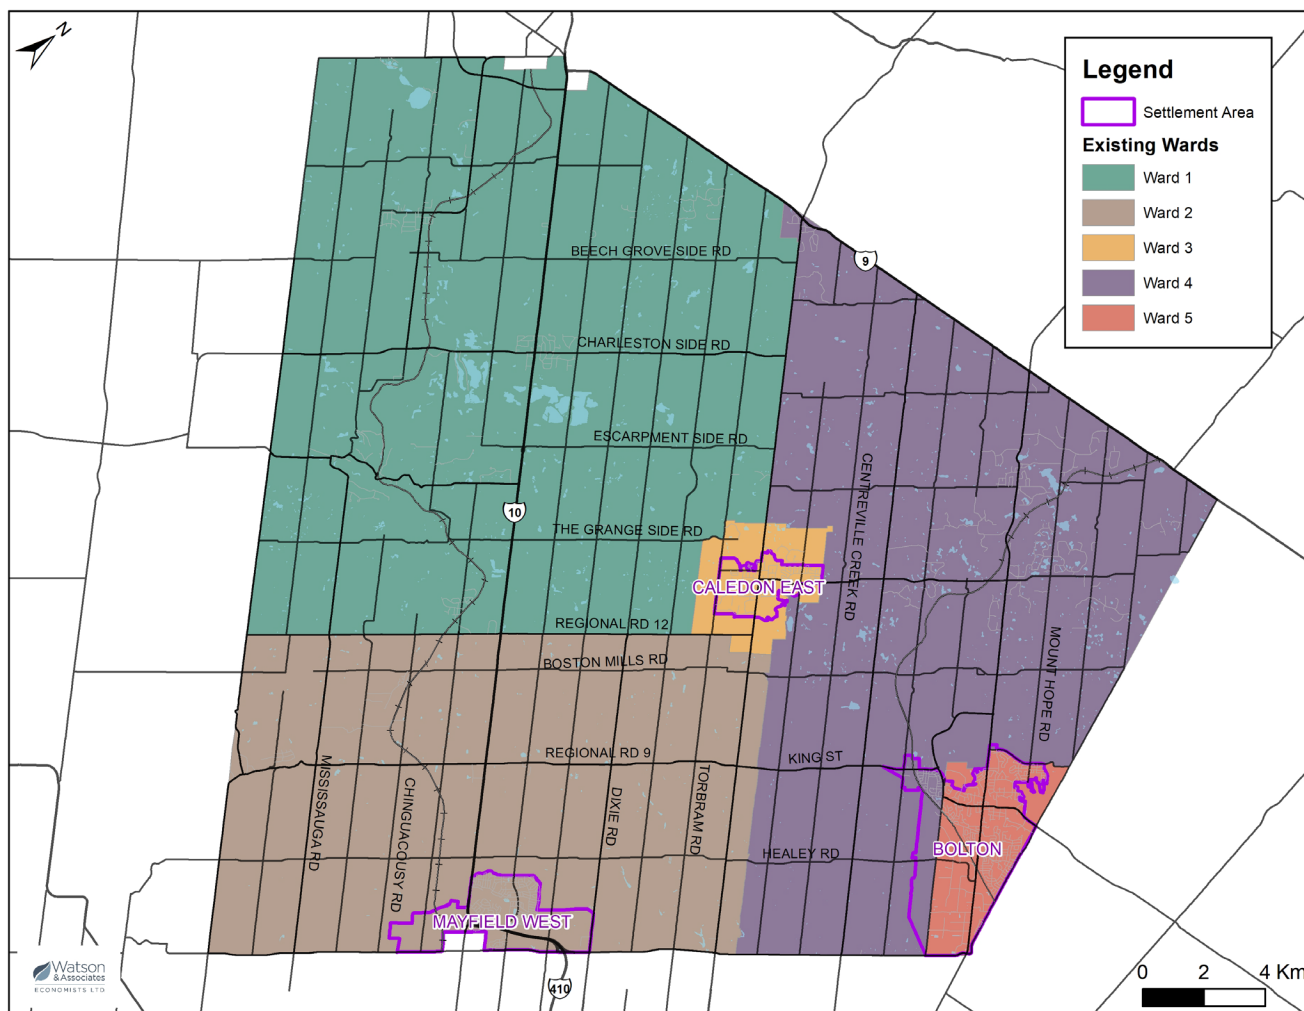 N
Legend
Settlement Area
Existing Wards
Ward 1
Ward 2
Ward 3
Ward 4
Ward 5
BEECH GROVE SIDE RD
9
CHARLESTON SIDE RD
ESCARPMENT SIDE RD
CENTREVILLE CREEK RD
10
THE GRANGE SIDE RD
CALEDON EAST
REGIONAL RD 12
BOSTON MILLS RD
MOUNT HOPE RD
REGIONAL RD 9
KING ST
MISSISSAUGA RD
CHINGUACOUSY RD
DIXIE RD
TORBRAM RD
HEALEY RD
BOLTON
MAYFIELD WEST
410
Watson
& Associates
ECONOMISTS LTD
0 2 4 Km